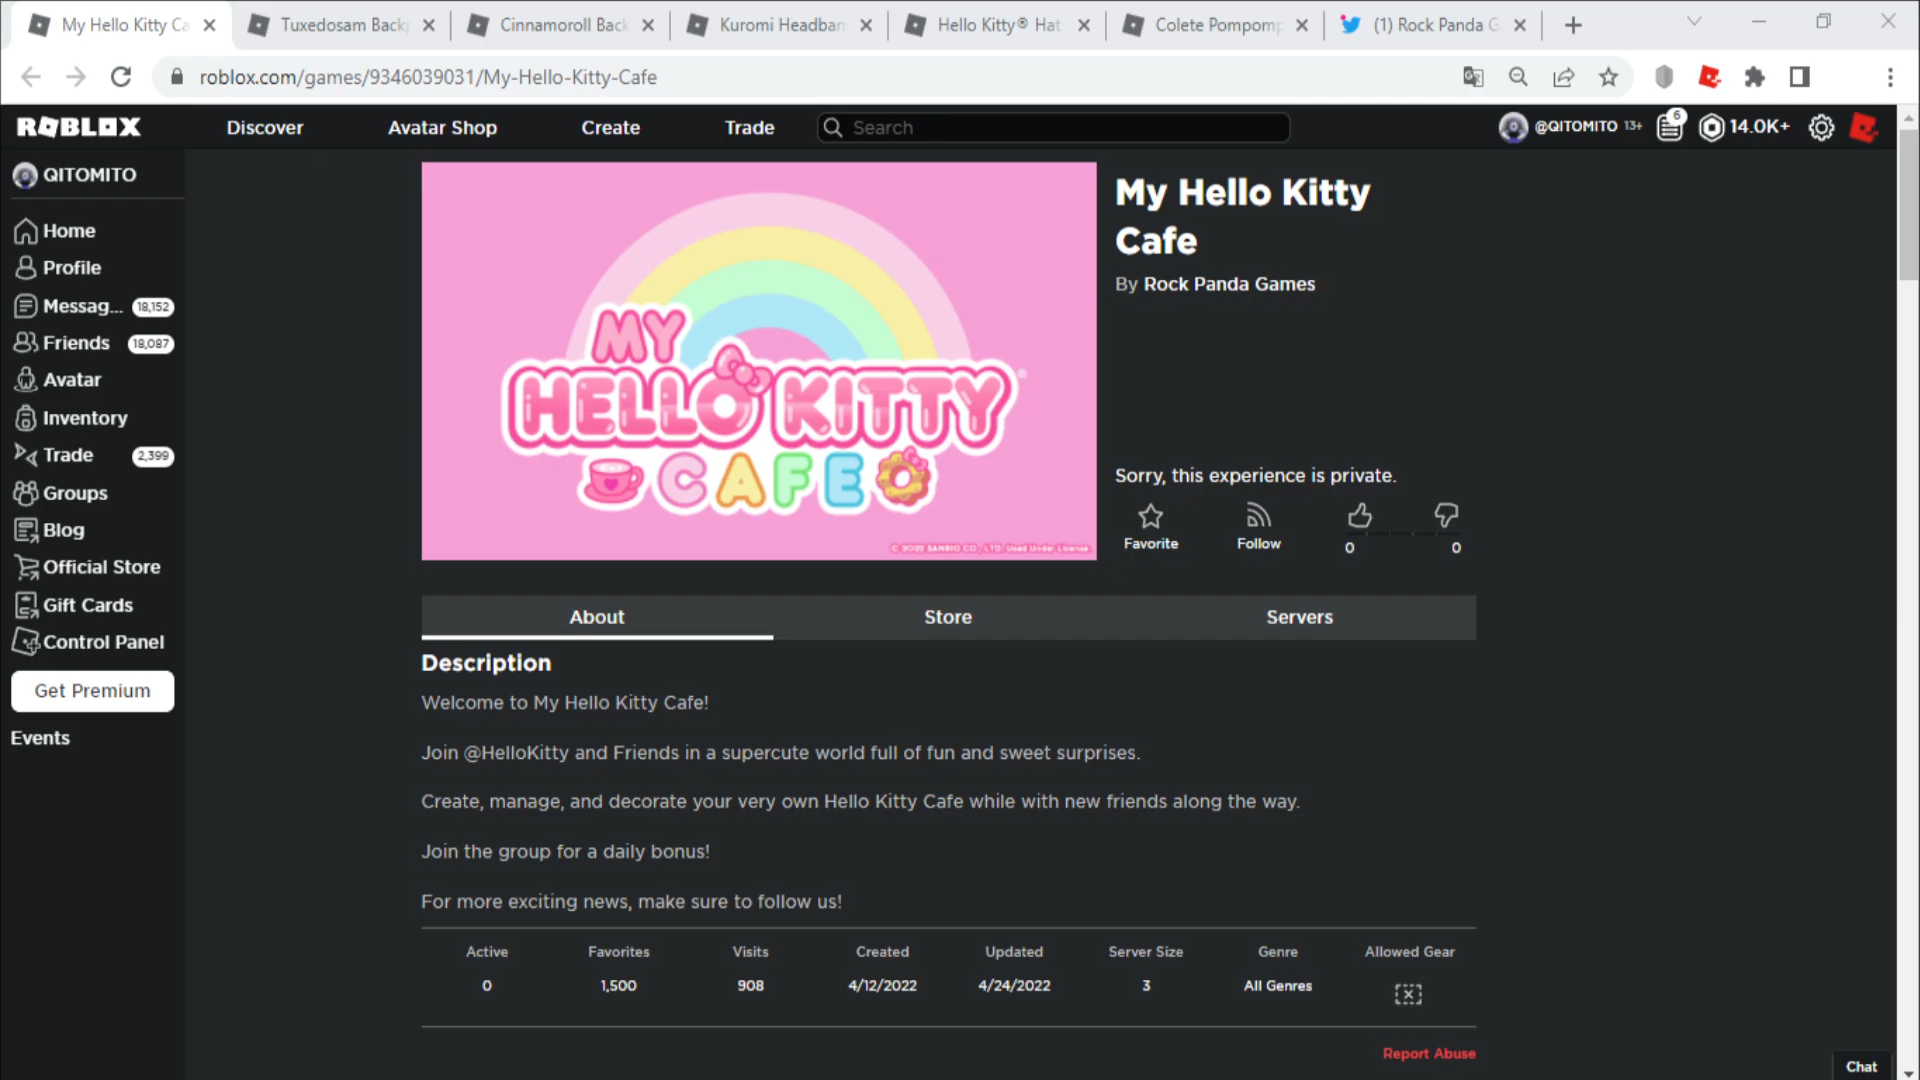 My Hello Kitty Ca
Tuxedosam Back
Cinnamoroll Back
Kuromi Headban
Hello Kitty® Hat
Colete Pompomp
(1) Rock Panda G
roblox.com/games/9346039031/My-Hello-Kitty-Cafe
ROBLOX
Discover
Avatar Shop
Create
Trade
Search
@QITOMITO 13+
6
14.0K+
QITOMITO
Home
Profile
Messag... 18,152
Friends 18,087
Avatar
Inventory
Trade 2,399
Groups
Blog
Official Store
Gift Cards
Control Panel
Get Premium
Events
MY
HELLO KITTY®
CAFE
© 2022 SANRIO CO., LTD. Used Under License.
My Hello Kitty
Cafe
By Rock Panda Games
Sorry, this experience is private.
Favorite
Follow
0
0
About
Store
Servers
Description
Welcome to My Hello Kitty Cafe!
Join @HelloKitty and Friends in a supercute world full of fun and sweet surprises.
Create, manage, and decorate your very own Hello Kitty Cafe while with new friends along the way.
Join the group for a daily bonus!
For more exciting news, make sure to follow us!
Active Favorites Visits Created Updated Server Size Genre Allowed Gear
0 1,500 908 4/12/2022 4/24/2022 3 All Genres
Report Abuse
Chat